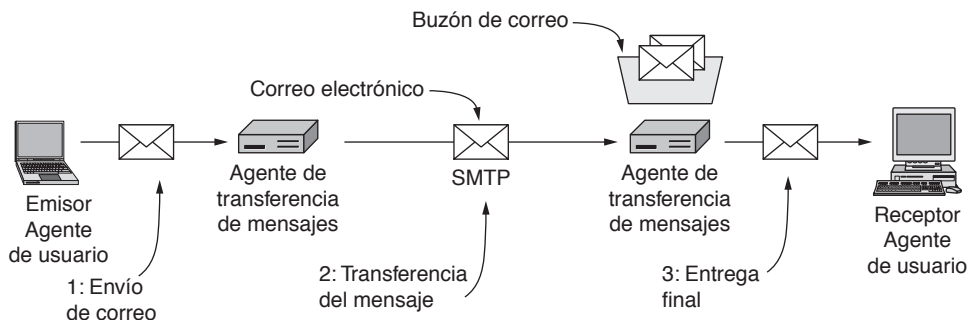 Buzón de correo
Correo electrónico
SMTP
Agente de
transferencia
de mensajes
Agente de
transferencia
de mensajes
Emisor
Agente
de usuario
Receptor
Agente
de usuario
1: Envío
de correo
2: Transferencia
del mensaje
3: Entrega
final